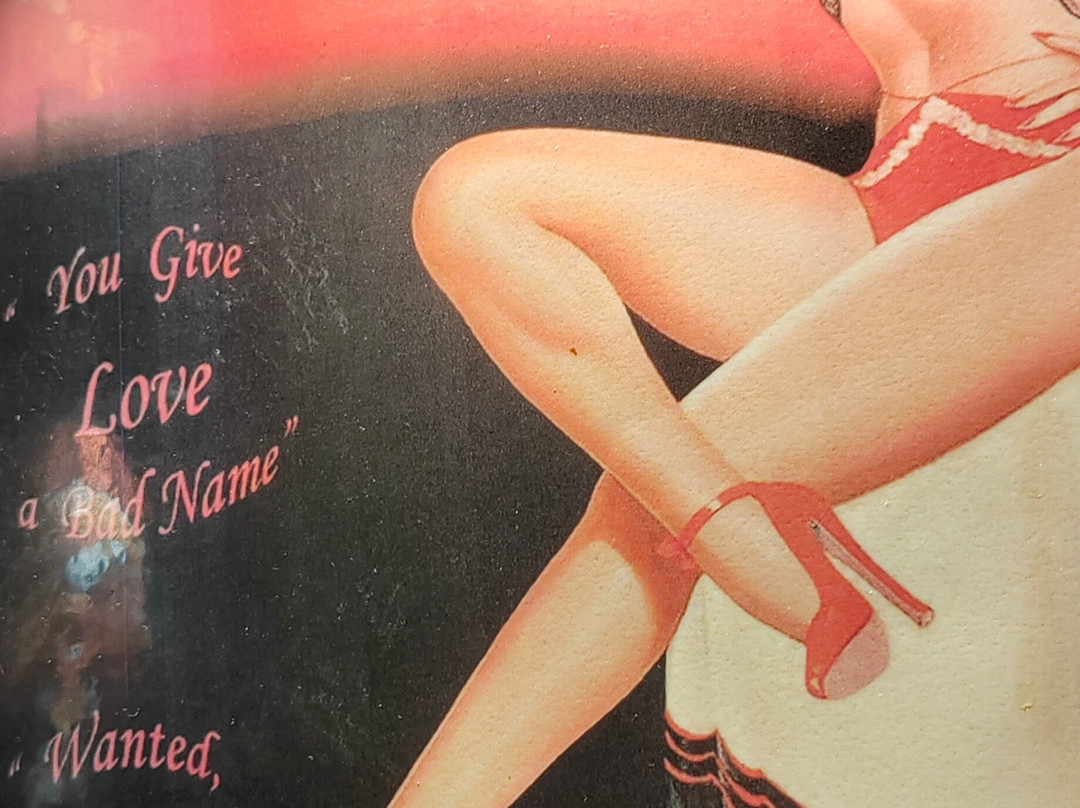 " You Give
Love
a Bad Name"
" Wanted,